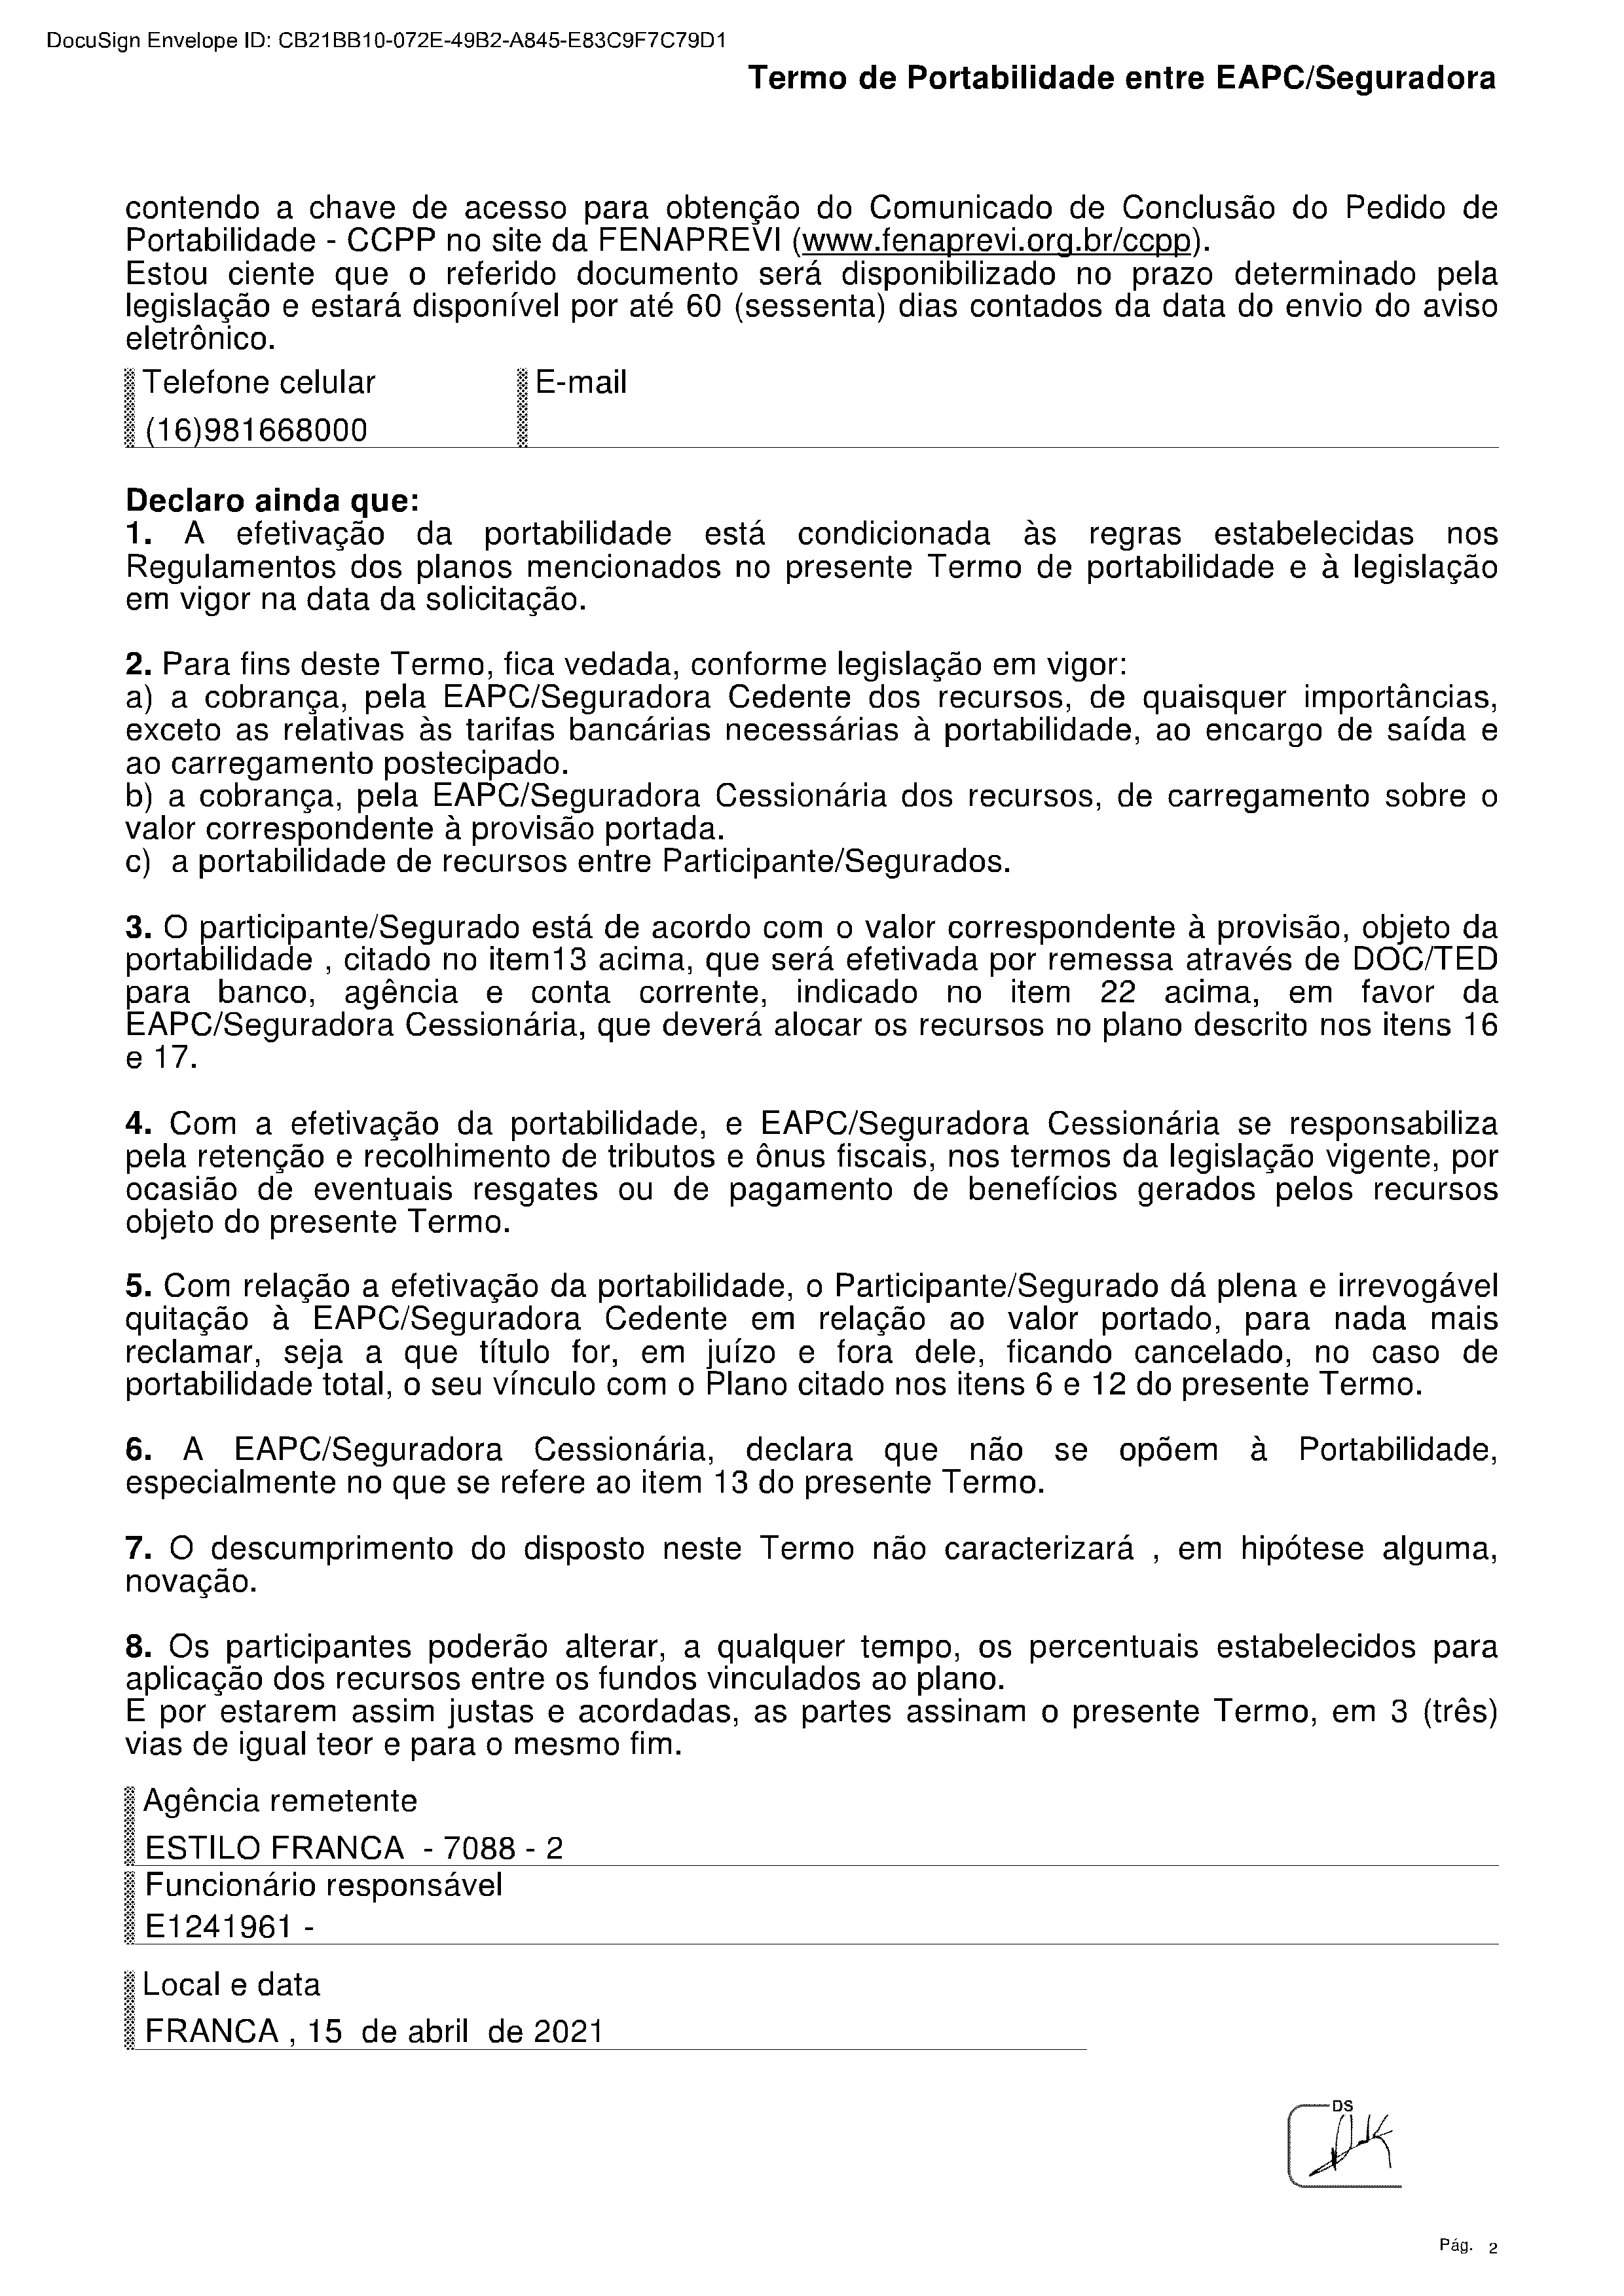 DocuSign Envelope ID: CB21BB10-072E-49B2-A845-E83C9F7C79D1
Termo de Portabilidade entre EAPC/Seguradora
contendo a chave de acesso para obtenção do Comunicado de Conclusão do Pedido de
Portabilidade - CCPP no site da FENAPREVI (www.fenaprevi.org.br/ccpp).
Estou ciente que o referido documento será disponibilizado no prazo determinado pela
legislação e estará disponível por até 60 (sessenta) dias contados da data do envio do aviso
eletrônico.
Telefone celular E-mail
(16)981668000
Declaro ainda que:
1. A efetivação da portabilidade está condicionada às regras estabelecidas nos
Regulamentos dos planos mencionados no presente Termo de portabilidade e à legislação
em vigor na data da solicitação.
2. Para fins deste Termo, fica vedada, conforme legislação em vigor:
a) a cobrança, pela EAPC/Seguradora Cedente dos recursos, de quaisquer importâncias,
exceto as relativas às tarifas bancárias necessárias à portabilidade, ao encargo de saída e
ao carregamento postecipado.
b) a cobrança, pela EAPC/Seguradora Cessionária dos recursos, de carregamento sobre o
valor correspondente à provisão portada.
c) a portabilidade de recursos entre Participante/Segurados.
3. O participante/Segurado está de acordo com o valor correspondente à provisão, objeto da
portabilidade , citado no item13 acima, que será efetivada por remessa através de DOC/TED
para banco, agência e conta corrente, indicado no item 22 acima, em favor da
EAPC/Seguradora Cessionária, que deverá alocar os recursos no plano descrito nos itens 16
e 17.
4. Com a efetivação da portabilidade, e EAPC/Seguradora Cessionária se responsabiliza
pela retenção e recolhimento de tributos e ônus fiscais, nos termos da legislação vigente, por
ocasião de eventuais resgates ou de pagamento de benefícios gerados pelos recursos
objeto do presente Termo.
5. Com relação a efetivação da portabilidade, o Participante/Segurado dá plena e irrevogável
quitação à EAPC/Seguradora Cedente em relação ao valor portado, para nada mais
reclamar, seja a que título for, em juízo e fora dele, ficando cancelado, no caso de
portabilidade total, o seu vínculo com o Plano citado nos itens 6 e 12 do presente Termo.
6. A EAPC/Seguradora Cessionária, declara que não se opõem à Portabilidade,
especialmente no que se refere ao item 13 do presente Termo.
7. O descumprimento do disposto neste Termo não caracterizará , em hipótese alguma,
novação.
8. Os participantes poderão alterar, a qualquer tempo, os percentuais estabelecidos para
aplicação dos recursos entre os fundos vinculados ao plano.
E por estarem assim justas e acordadas, as partes assinam o presente Termo, em 3 (três)
vias de igual teor e para o mesmo fim.
Agência remetente
ESTILO FRANCA - 7088 - 2
Funcionário responsável
E1241961 -
Local e data
FRANCA , 15 de abril de 2021
DS
Pág. 2